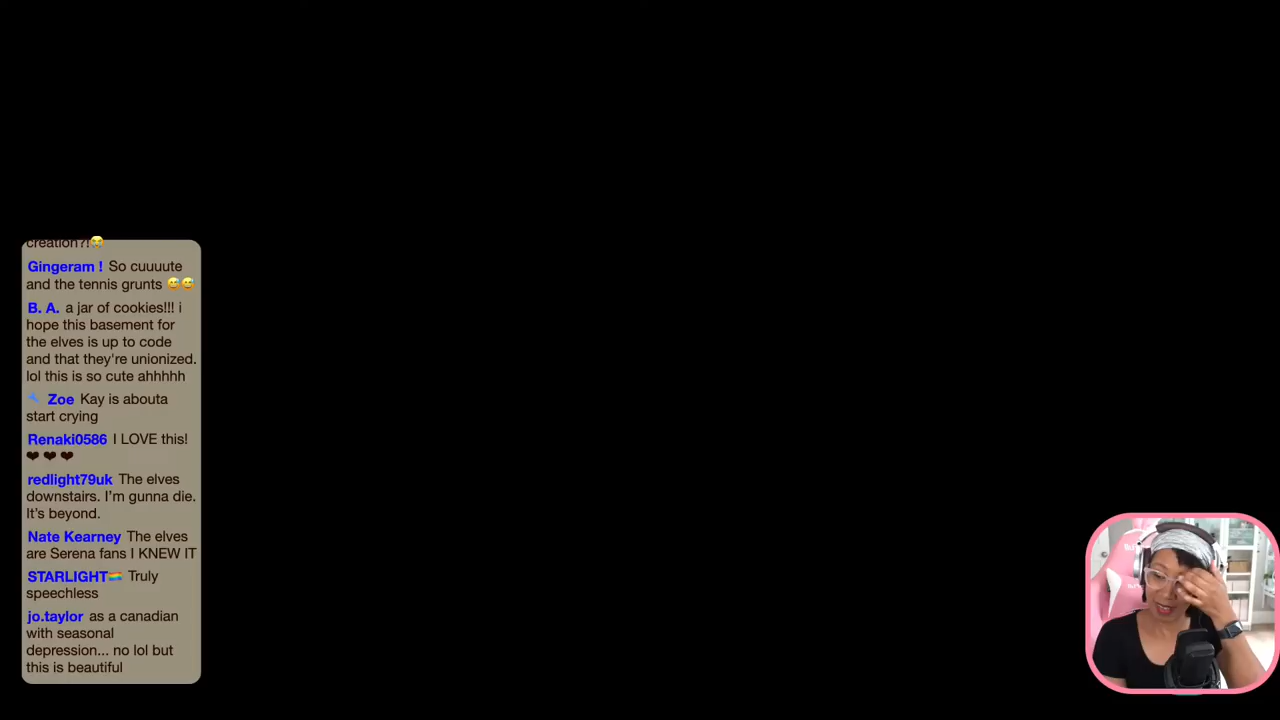 creation?!😭
Gingeram ! So cuuuute
and the tennis grunts 😅😅
B. A. a jar of cookies!!! i
hope this basement for
the elves is up to code
and that they're unionized.
lol this is so cute ahhhhh
🔧 Zoe Kay is abouta
start crying
Renaki0586 I LOVE this!
❤ ❤ ❤
redlight79uk The elves
downstairs. I'm gunna die.
It's beyond.
Nate Kearney The elves
are Serena fans I KNEW IT
STARLIGHT🏳️‍🌈 Truly
speechless
jo.taylor as a canadian
with seasonal
depression... no lol but
this is beautiful